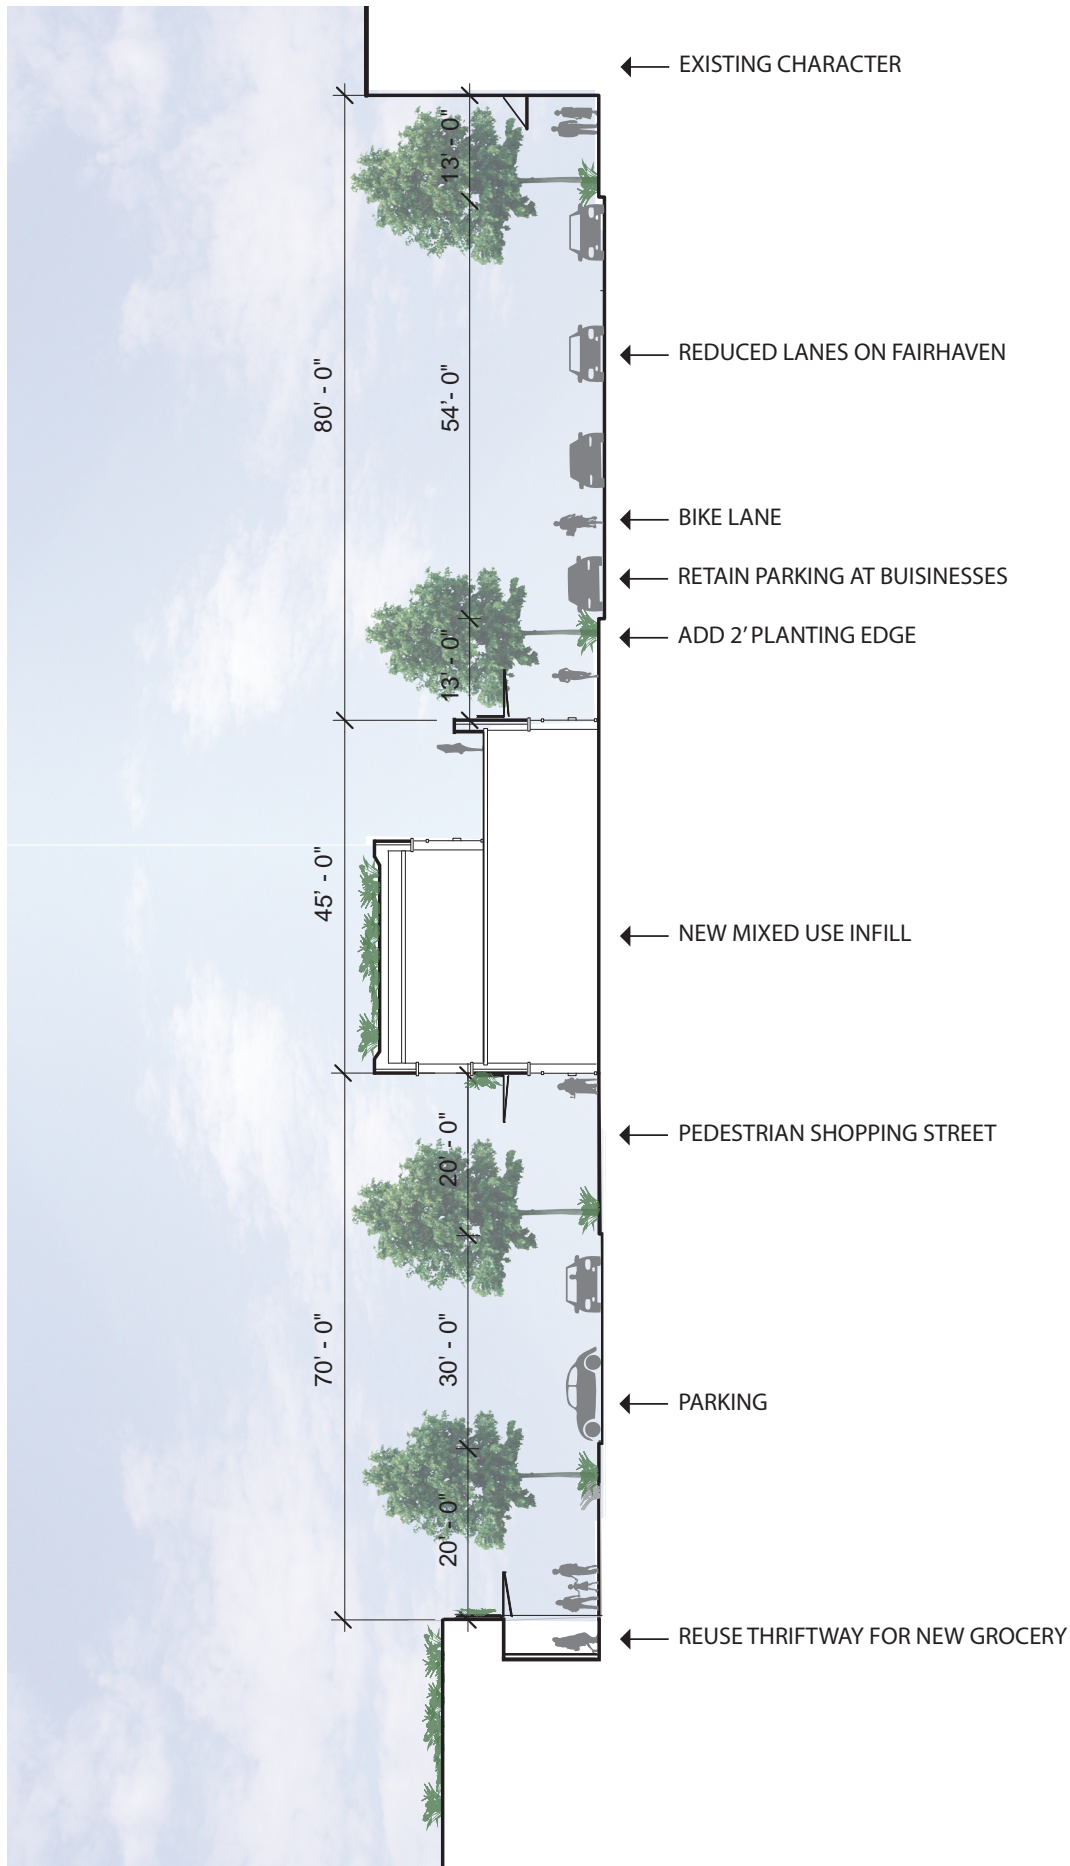 EXISTING CHARACTER
REDUCED LANES ON FAIRHAVEN
BIKE LANE
RETAIN PARKING AT BUISINESSES
ADD 2' PLANTING EDGE
NEW MIXED USE INFILL
PEDESTRIAN SHOPPING STREET
PARKING
REUSE THRIFTWAY FOR NEW GROCERY
80' - 0"
45' - 0"
70' - 0"
13' - 0"
54' - 0"
13' - 0"
20' - 0"
30' - 0"
20' - 0"